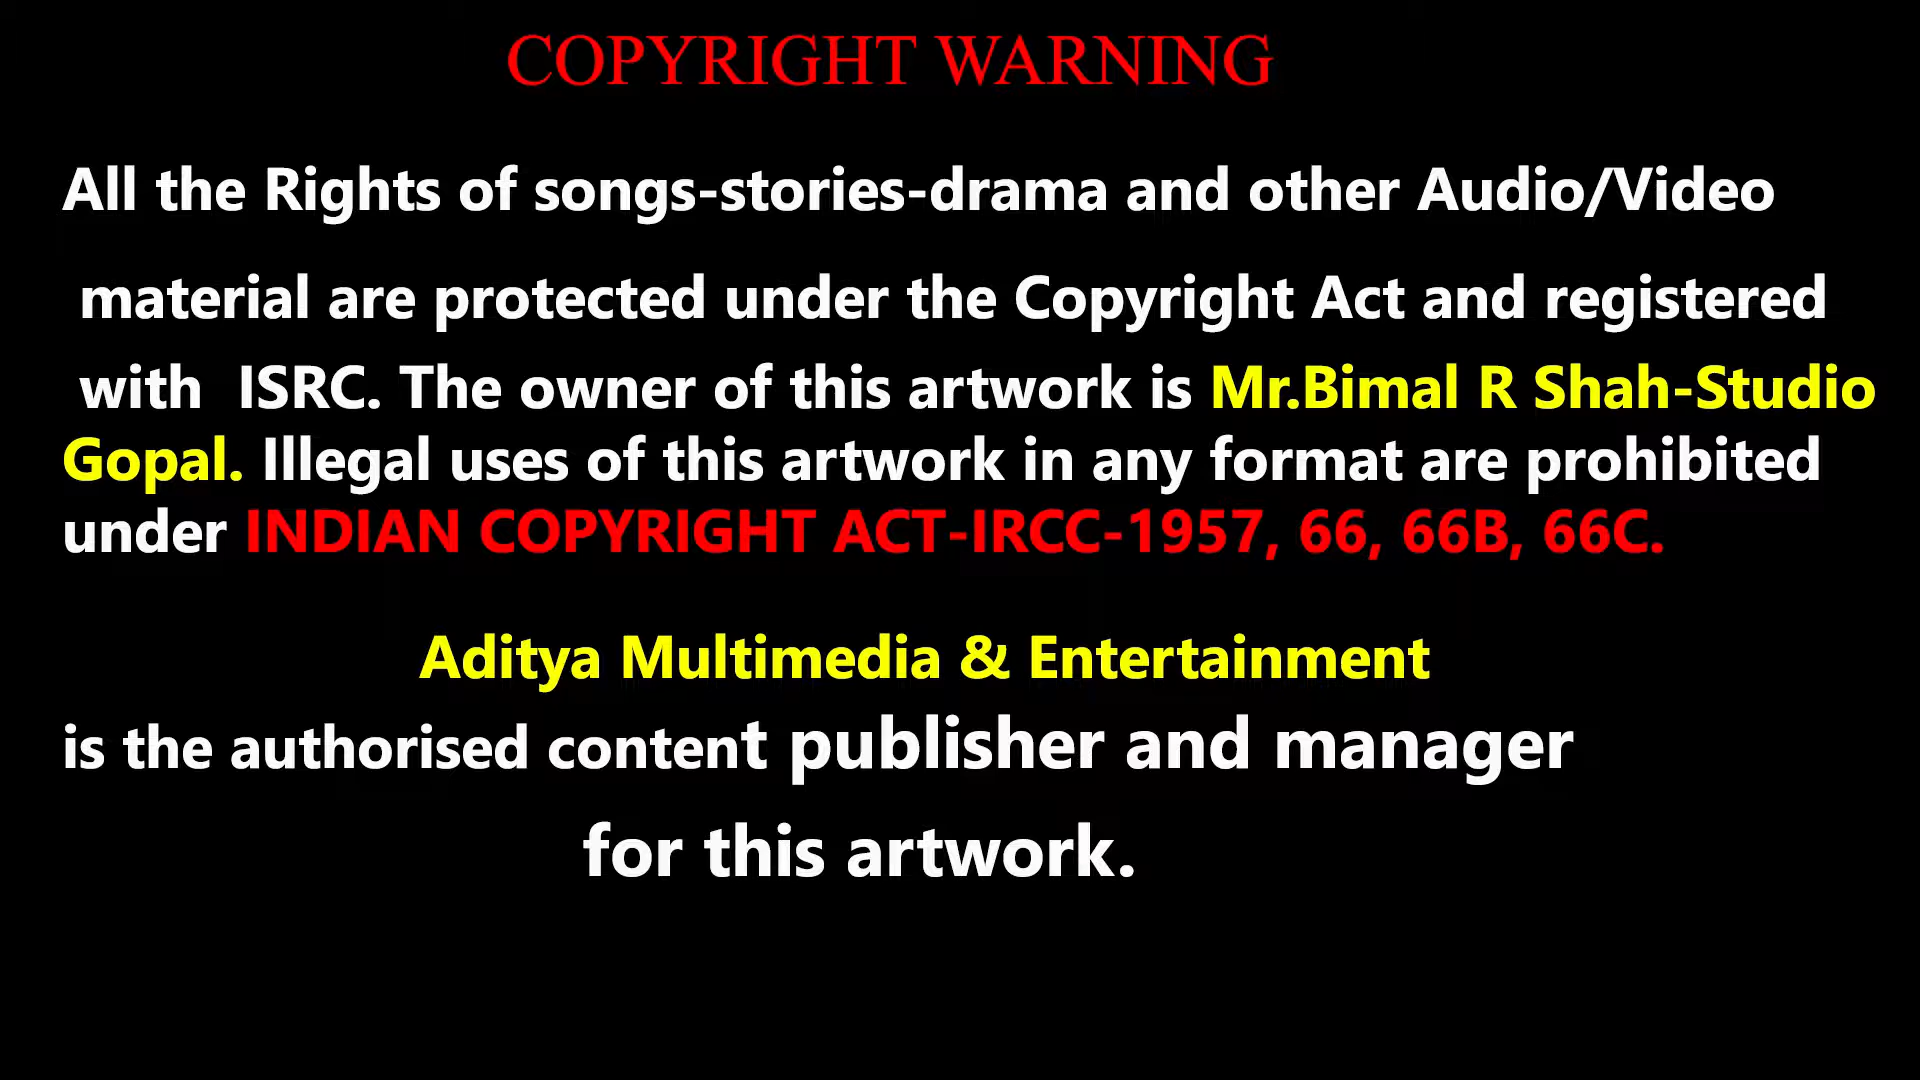 COPYRIGHT WARNING
All the Rights of songs-stories-drama and other Audio/Video
material are protected under the Copyright Act and registered
with ISRC. The owner of this artwork is Mr.Bimal R Shah-Studio
Gopal. Illegal uses of this artwork in any format are prohibited
under INDIAN COPYRIGHT ACT-IRCC-1957, 66, 66B, 66C.
Aditya Multimedia & Entertainment
is the authorised content publisher and manager
for this artwork.